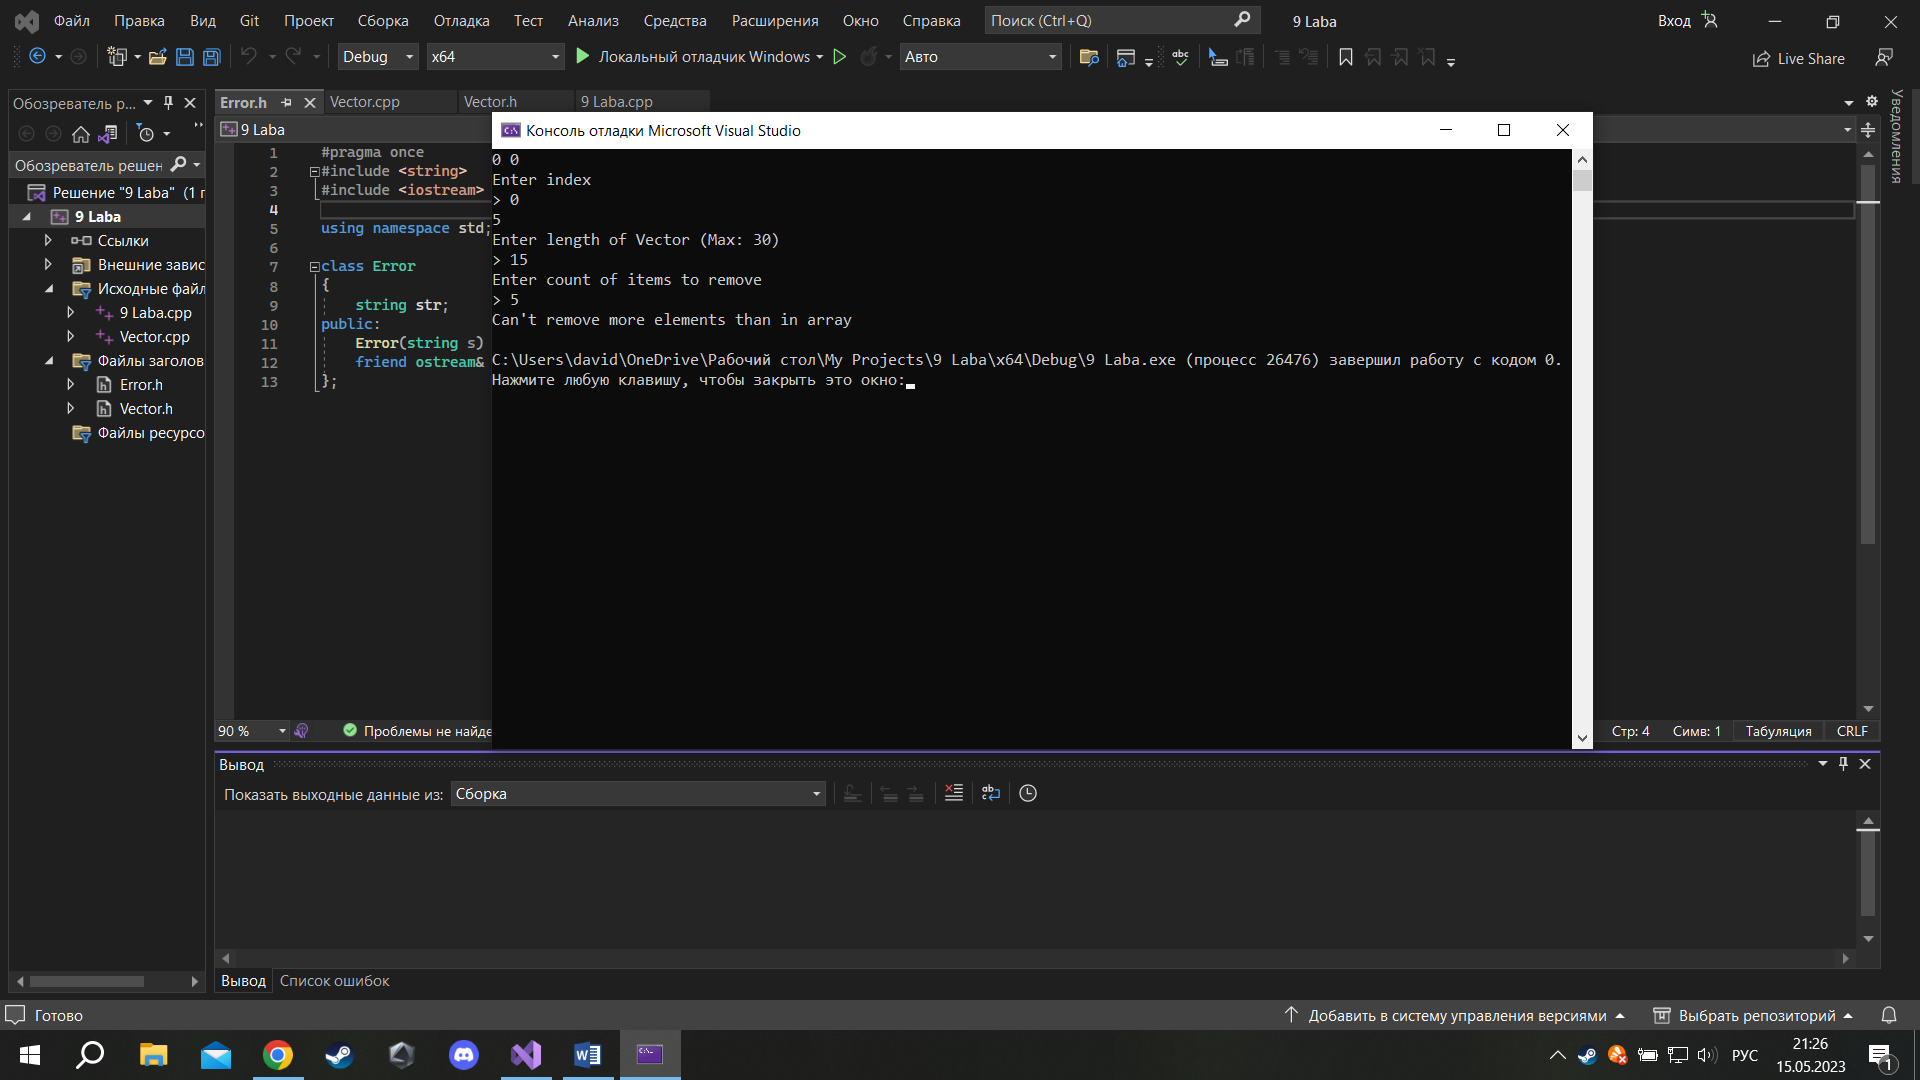 Файл Правка Вид Git Проект Сборка Отладка Тест Анализ Средства Расширения Окно Справка Поиск (Ctrl+Q) 9 Laba Вход
Debug x64 Локальный отладчик Windows Авто Live Share
Обозреватель р...
Error.h Vector.cpp Vector.h 9 Laba.cpp
9 Laba
Обозреватель решен
Решение "9 Laba" (1 г
9 Laba
Ссылки
Внешние завис
Исходные файл
9 Laba.cpp
Vector.cpp
Файлы заголов
Error.h
Vector.h
Файлы ресурсо
1 #pragma once
2 #include <string>
3 #include <iostream>
4
5 using namespace std;
6
7 class Error
8 {
9 string str;
10 public:
11 Error(string s)
12 friend ostream&
13 };
Консоль отладки Microsoft Visual Studio
0 0
Enter index
> 0
5
Enter length of Vector (Max: 30)
> 15
Enter count of items to remove
> 5
Can't remove more elements than in array
C:\Users\david\OneDrive\Рабочий стол\My Projects\9 Laba\x64\Debug\9 Laba.exe (процесс 26476) завершил работу с кодом 0.
Нажмите любую клавишу, чтобы закрыть это окно:
Уведомления
90 % Проблемы не найде Стр: 4 Симв: 1 Табуляция CRLF
Вывод
Показать выходные данные из: Сборка
Вывод Список ошибок
Готово Добавить в систему управления версиями Выбрать репозиторий
РУС 21:26
15.05.2023
1